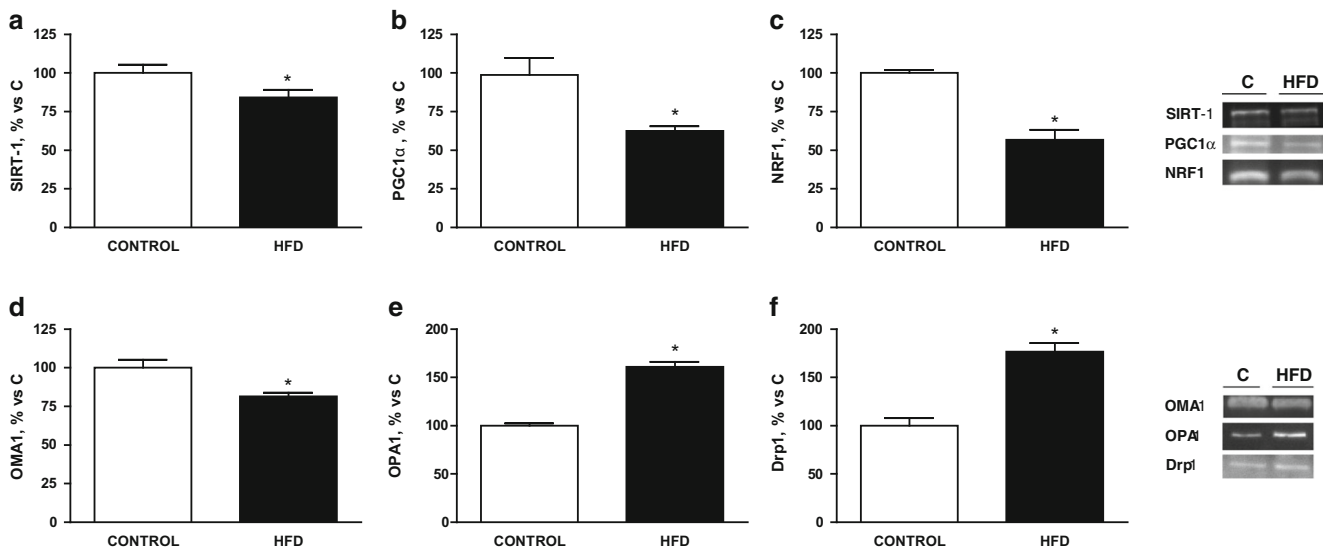 a
SIRT-1, % vs C
125
100
75
50
25
0
*
CONTROL HFD
b
PGC1α, % vs C
125
100
75
50
25
0
*
CONTROL HFD
c
NRF1, % vs C
125
100
75
50
25
0
*
CONTROL HFD
C HFD
SIRT-1
PGC1α
NRF1
d
OMA1, % vs C
125
100
75
50
25
0
*
CONTROL HFD
e
OPA1, % vs C
200
150
100
50
0
*
CONTROL HFD
f
Drp1, % vs C
200
150
100
50
0
*
CONTROL HFD
C HFD
OMA1
OPA1
Drp1